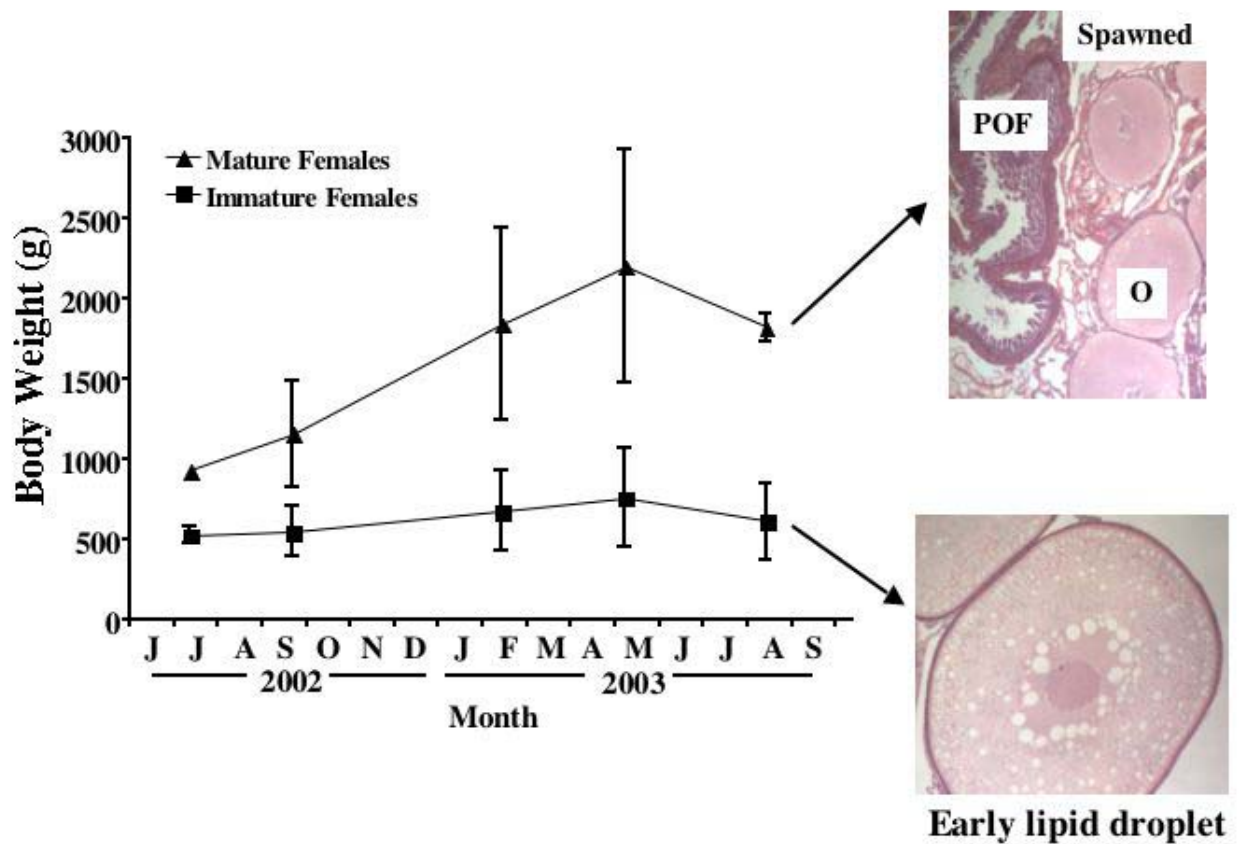 Spawned
POF
O
3000
2500
2000
1500
1000
500
0
Body Weight (g)
Mature Females
Immature Females
J J A S O N D J F M A M J J A S
2002 2003
Month
Early lipid droplet